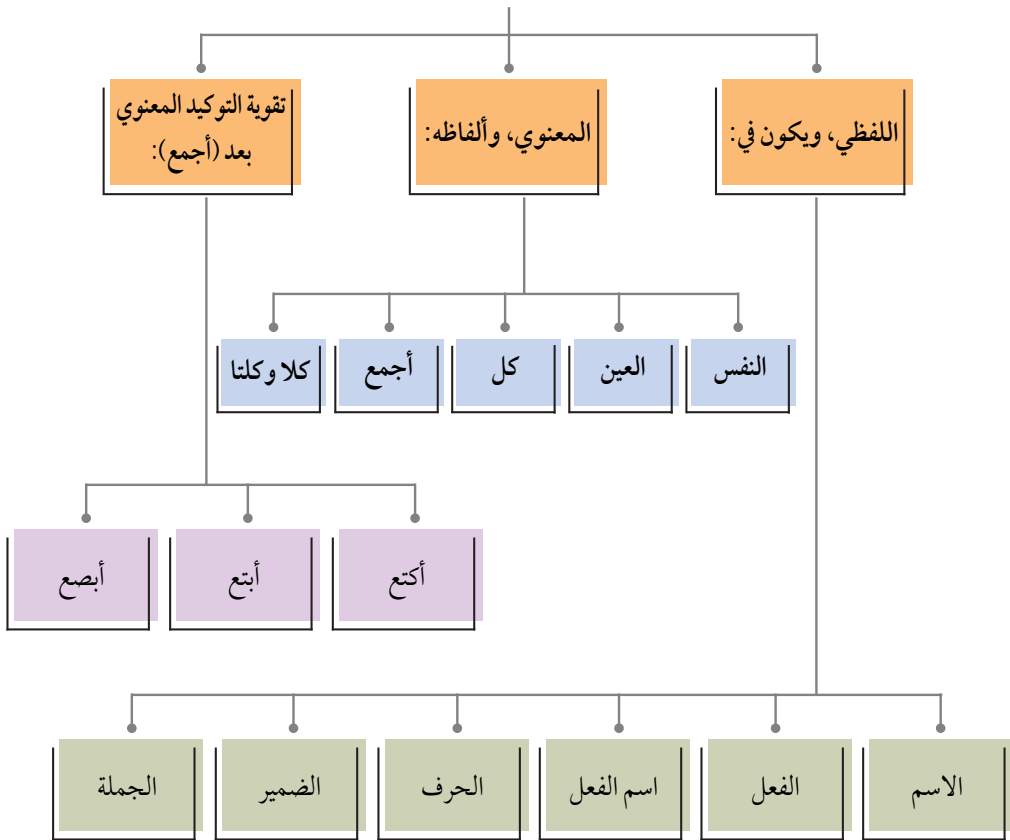 اللفظي، ويكون في:
المعنوي، وألفاظه:
تقوية التوكيد المعنوي
بعد (أجمع):
النفس
العين
كل
أجمع
كلا وكلتا
أكتع
أبتع
أبصع
الاسم
الفعل
اسم الفعل
الحرف
الضمير
الجملة